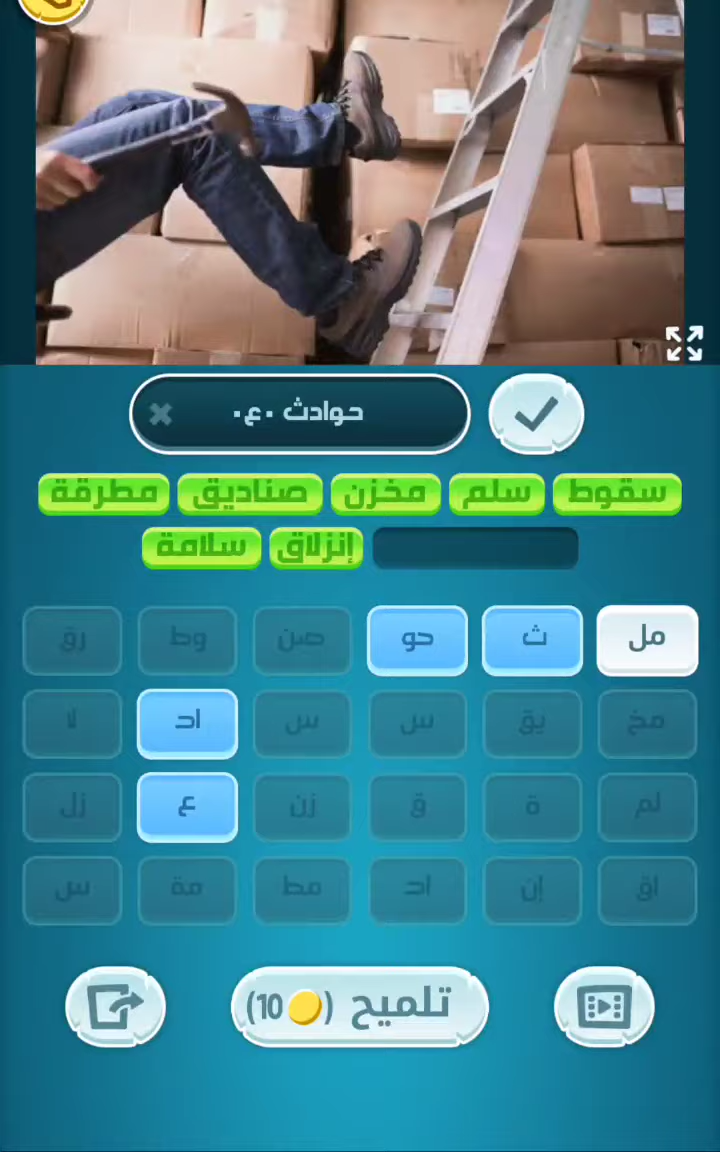 حوادث ٠ع٠
سقوط سلم مخزن صناديق مطرقة
إنزلاق سلامة
مل ث حو صن وط رق
مخ يق س س اد لا
لم ة ق زن ع زل
اق إن اد مط مة س
تلميح (10)